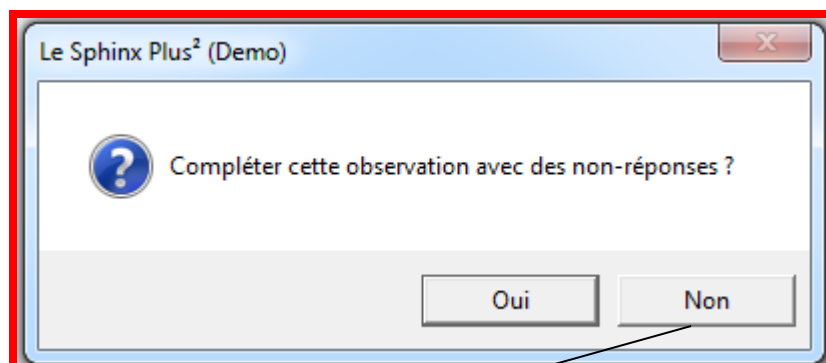 Le Sphinx Plus² (Demo)
Compléter cette observation avec des non-réponses ?
Oui
Non